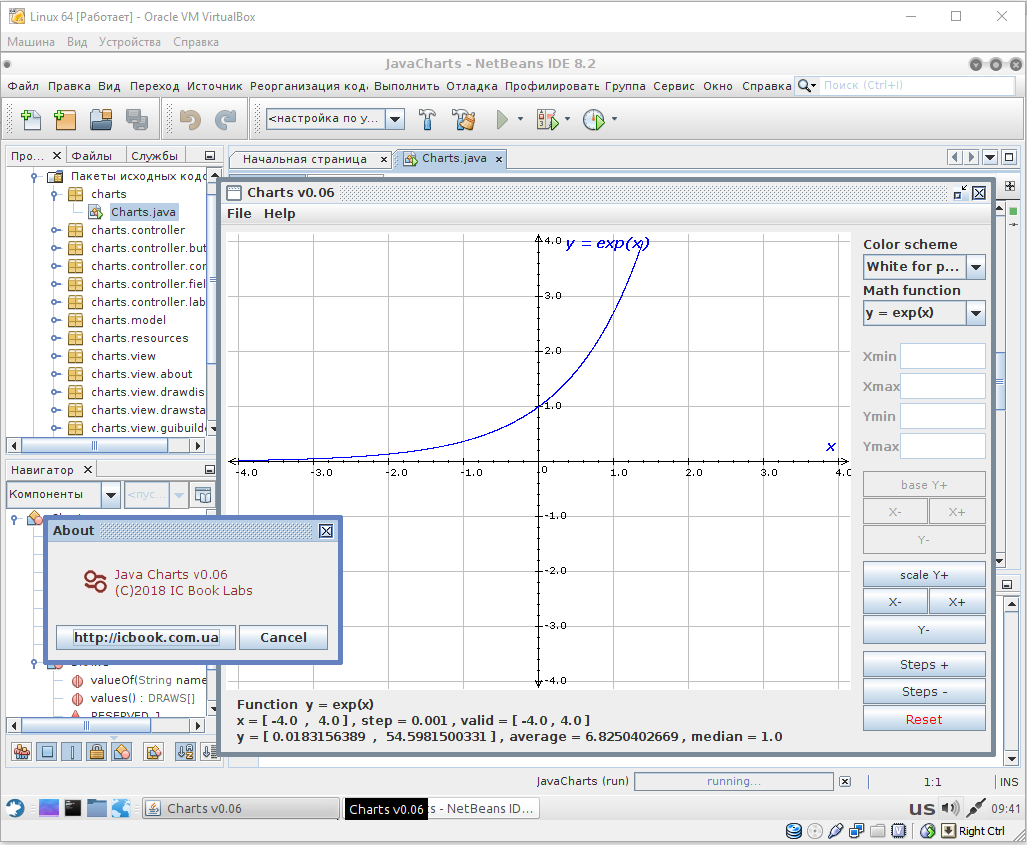 Linux 64 [Работает] - Oracle VM VirtualBox
Машина Вид Устройства Справка
JavaCharts - NetBeans IDE 8.2
Файл Правка Вид Переход Источник Реорганизация код Выполнить Отладка Профилировать Группа Сервис Окно Справка Поиск (Ctrl+I)
<настройка по у...
Про... Файлы Службы
Начальная страница Charts.java
Пакеты исходных кодо
charts
Charts.java
charts.controller
charts.controller.but
charts.controller.cor
charts.controller.fiel
charts.controller.lab
charts.model
charts.resources
charts.view
charts.view.about
charts.view.drawdis
charts.view.drawsta
charts.view.guibuilde
Навигатор
Компоненты <пус...
Charts v0.06
File Help
y = exp(x)
4.0
3.0
2.0
1.0
x
-4.0 -3.0 -2.0 -1.0 0 1.0 2.0 3.0 4.0
-1.0
-2.0
-3.0
-4.0
Color scheme
White for p...
Math function
y = exp(x)
Xmin
Xmax
Ymin
Ymax
base Y+
X- X+
Y-
scale Y+
X- X+
Y-
Steps +
Steps -
Reset
Function y = exp(x)
x = [ -4.0 , 4.0 ] , step = 0.001 , valid = [ -4.0 , 4.0 ]
y = [ 0.0183156389 , 54.5981500331 ] , average = 6.8250402669 , median = 1.0
About
Java Charts v0.06
(C)2018 IC Book Labs
http://icbook.com.ua Cancel
valueOf(String name
values() : DRAWS[]
RESERVED_1
JavaCharts (run) running... 1:1 INS
Charts v0.06 Charts v0.06 s - NetBeans ID... us 09:41
Right Ctrl